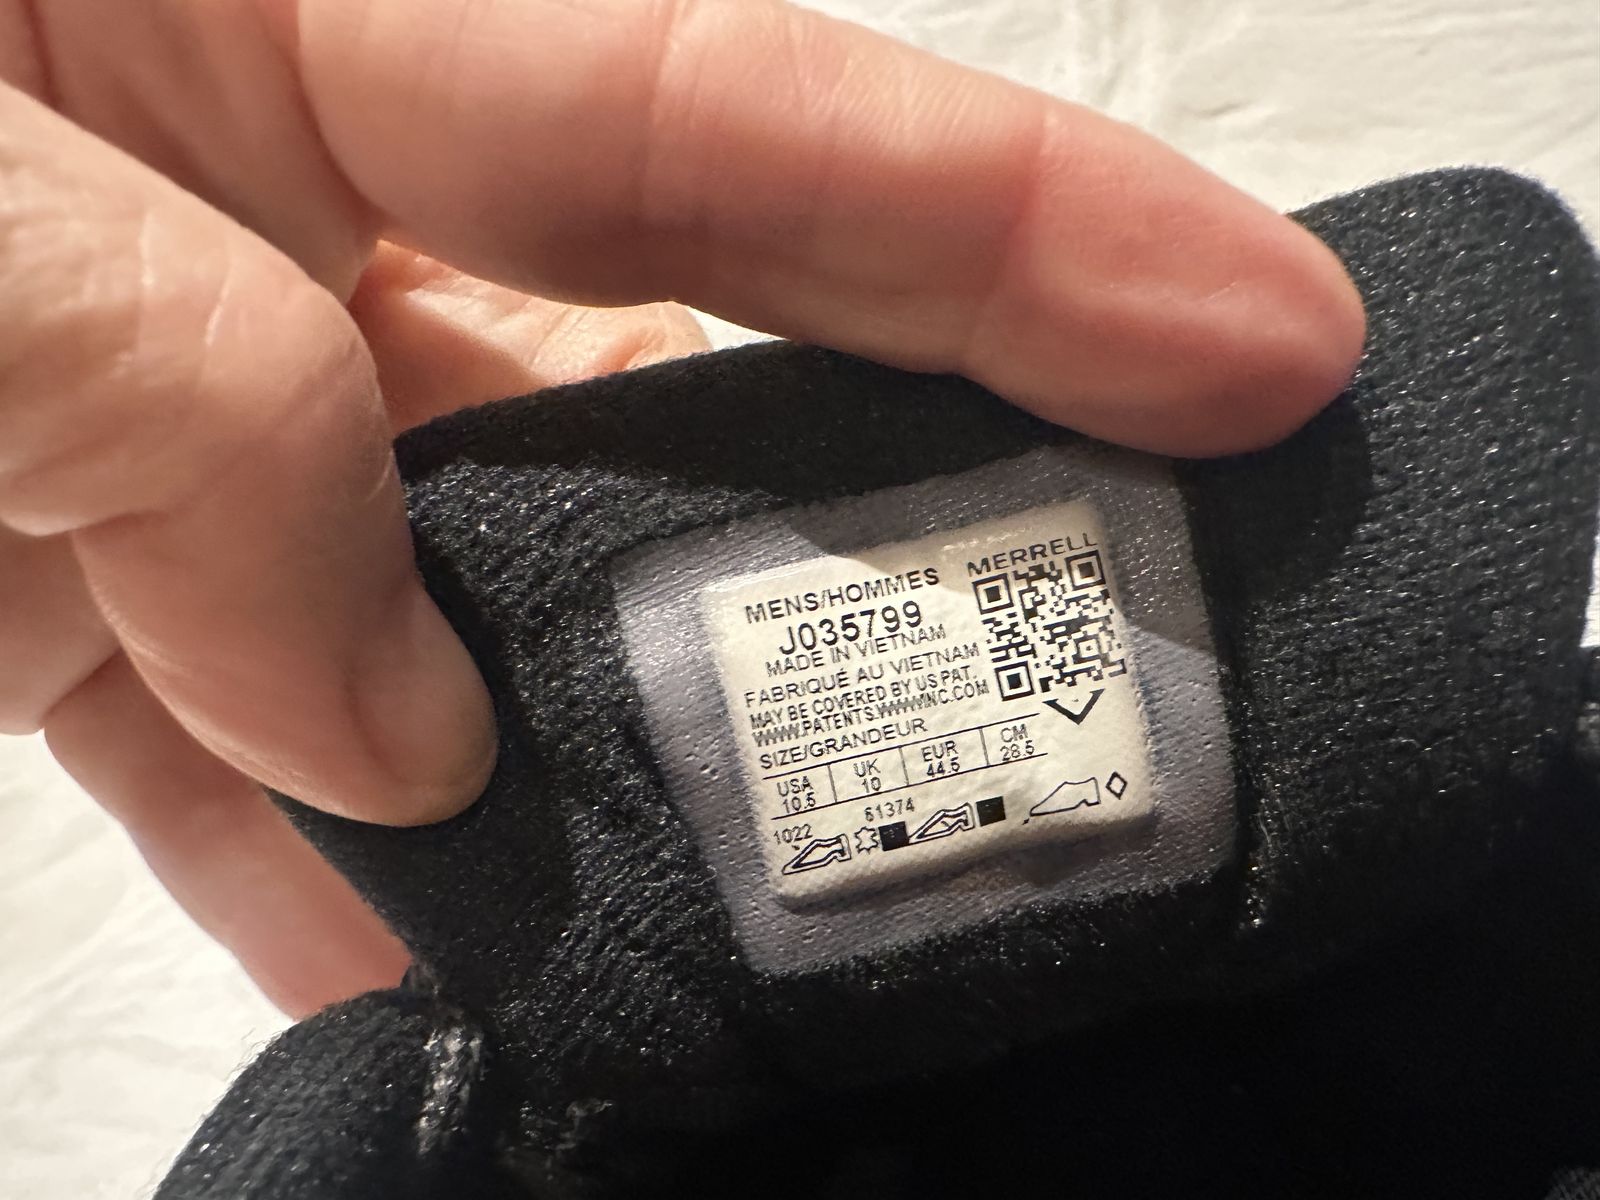 MERRELL
MENS/HOMMES
J035799
MADE IN VIETNAM
FABRIQUÉ AU VIETNAM
MAY BE COVERED BY US PAT.
WWW.PATENTS.WWWINC.COM
SIZE/GRANDEUR
USA UK EUR CM
10.5 10 44.5 28.5
1022 61374